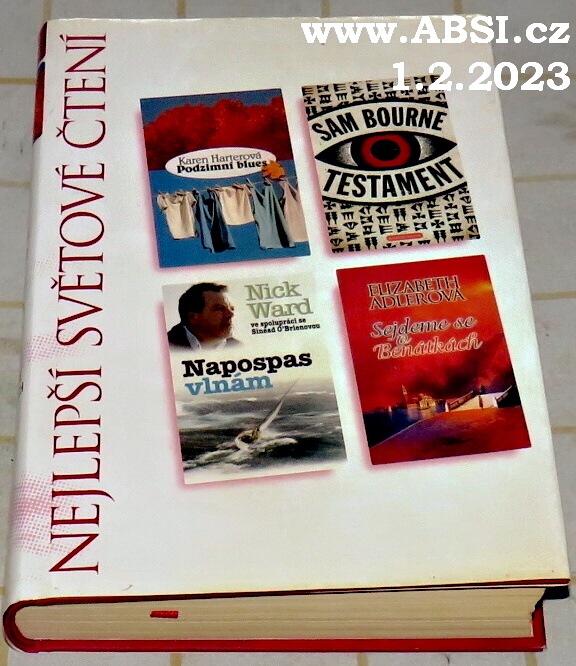 www.ABSI.cz
1.2.2023
NEJLEPŠÍ SVĚTOVÉ ČTENÍ
Karen Harterová
Podzimní blues
SAM BOURNE
TESTAMENT
Nick
Ward
ve spolupráci se
Sinéad O'Brienovou
Napospas
vlnám
ELIZABETH
ADLEROVÁ
Sejdeme se
v
Benátkách